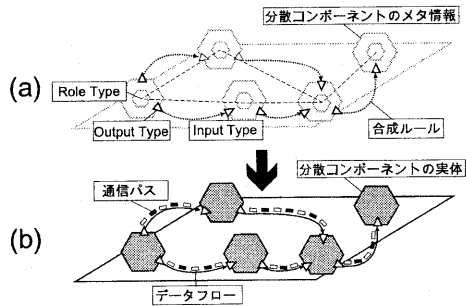 分散コンポーネントのメタ情報
(a)
Role Type
Output Type
Input Type
合成ルール
分散コンポーネントの実体
通信パス
(b)
データフロー